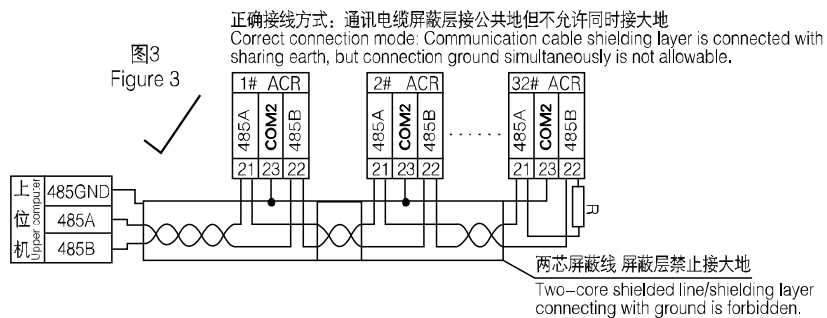 正确接线方式：通讯电缆屏蔽层接公共地但不允许同时接大地
Correct connection mode: Communication cable shielding layer is connected with
sharing earth, but connection ground simultaneously is not allowable.
图3
Figure 3
1# ACR
485A
COM2
485B
21 23 22
2# ACR
485A
COM2
485B
21 23 22
......
32# ACR
485A
COM2
485B
21 23 22
R
上位机
Upper computer
485GND
485A
485B
两芯屏蔽线 屏蔽层禁止接大地
Two-core shielded line/shielding layer
connecting with ground is forbidden.